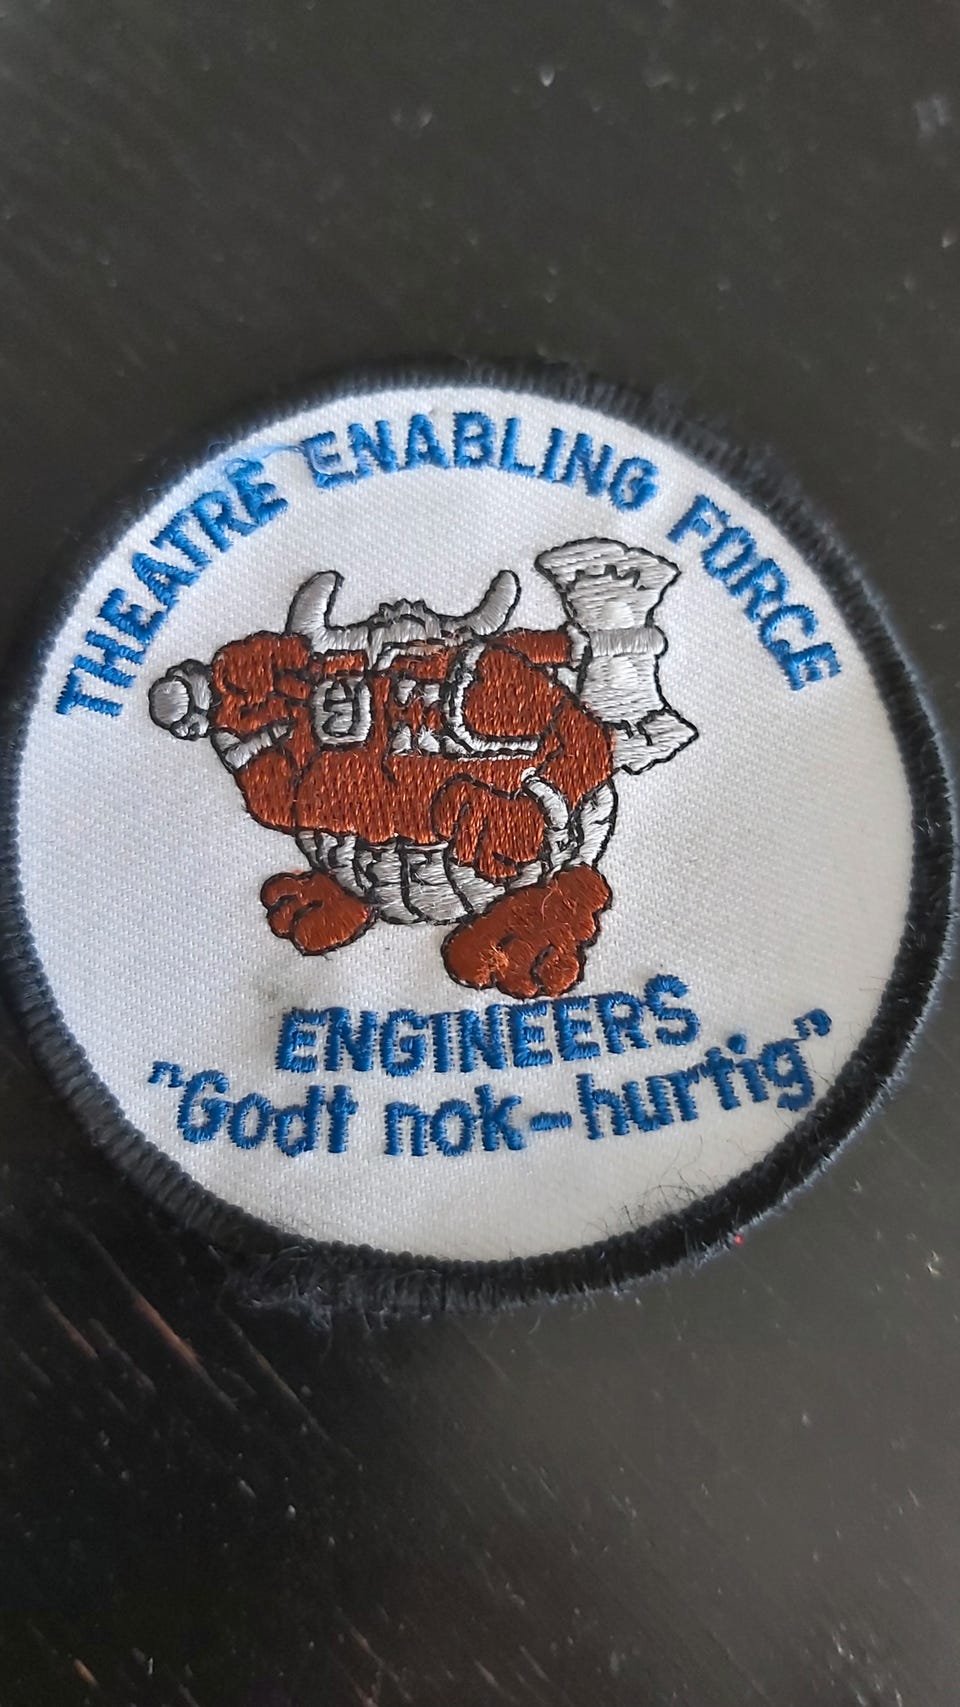 THEATRE ENABLING FORCE
ENGINEERS
"Godt nok-hurtig"